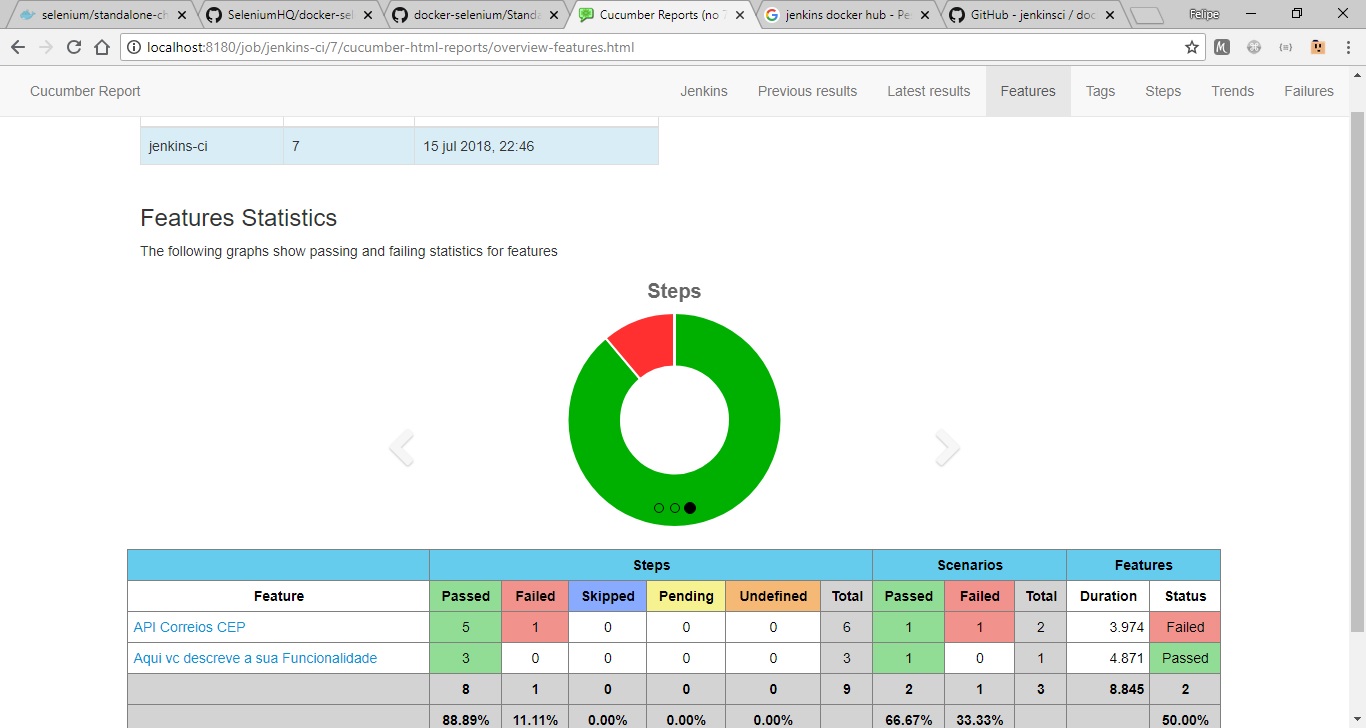 selenium/standalone-ch
SeleniumHQ/docker-sel
docker-selenium/Standa
Cucumber Reports (no 7
jenkins docker hub - Pe
GitHub - jenkinsci / doc
Felipe
localhost:8180/job/jenkins-ci/7/cucumber-html-reports/overview-features.html
Cucumber Report Jenkins Previous results Latest results Features Tags Steps Trends Failures
jenkins-ci 7 15 jul 2018, 22:46
Features Statistics
The following graphs show passing and failing statistics for features
Steps
Steps Scenarios Features
Feature Passed Failed Skipped Pending Undefined Total Passed Failed Total Duration Status
API Correios CEP 5 1 0 0 0 6 1 1 2 3.974 Failed
Aqui vc descreve a sua Funcionalidade 3 0 0 0 0 3 1 0 1 4.871 Passed
8 1 0 0 0 9 2 1 3 8.845 2
88.89% 11.11% 0.00% 0.00% 0.00% 66.67% 33.33% 50.00%